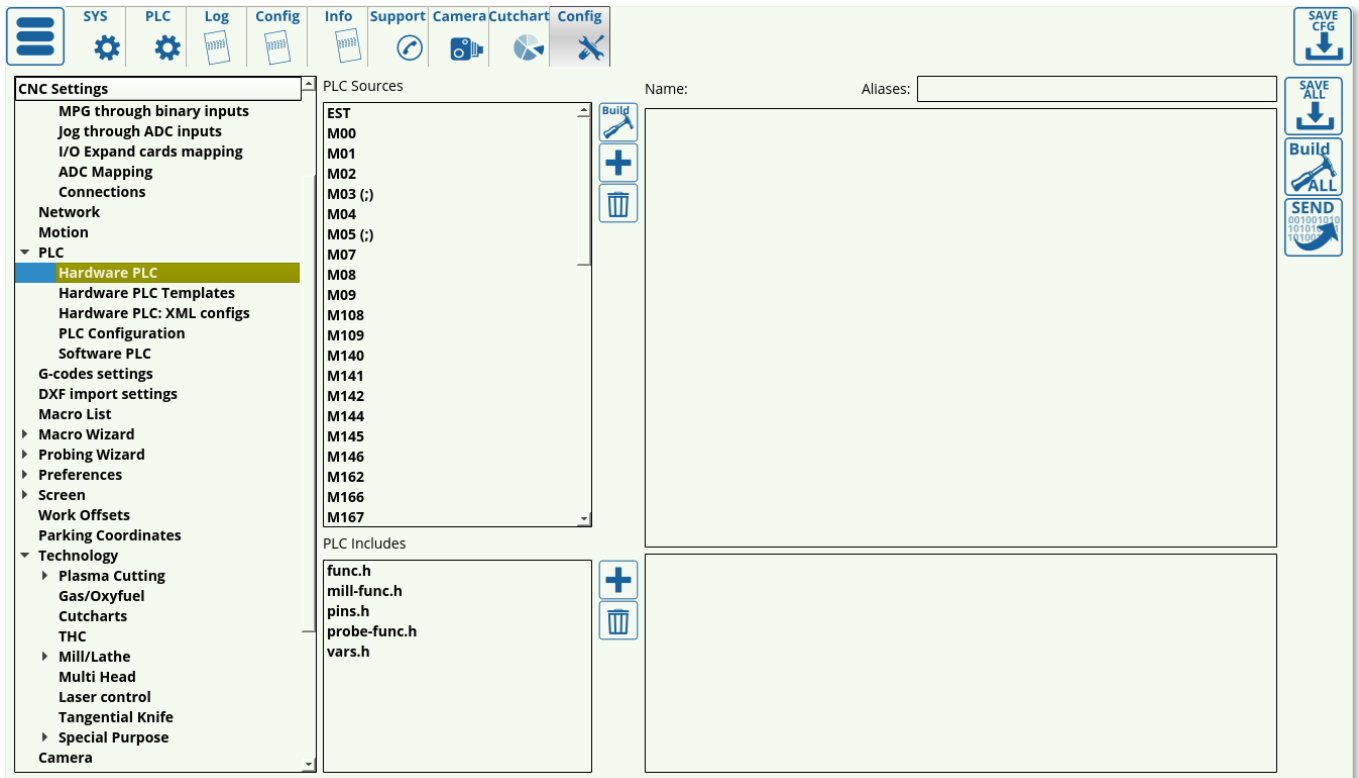 SYS
PLC
Log
Config
Info
Support
Camera
Cutchart
Config
SAVE
CFG
CNC Settings
MPG through binary inputs
Jog through ADC inputs
I/O Expand cards mapping
ADC Mapping
Connections
Network
Motion
PLC
Hardware PLC
Hardware PLC Templates
Hardware PLC: XML configs
PLC Configuration
Software PLC
G-codes settings
DXF import settings
Macro List
Macro Wizard
Probing Wizard
Preferences
Screen
Work Offsets
Parking Coordinates
Technology
Plasma Cutting
Gas/Oxyfuel
Cutcharts
THC
Mill/Lathe
Multi Head
Laser control
Tangential Knife
Special Purpose
Camera
PLC Sources
EST
M00
M01
M02
M03 (;)
M04
M05 (;)
M07
M08
M09
M108
M109
M140
M141
M142
M144
M145
M146
M162
M166
M167
PLC Includes
func.h
mill-func.h
pins.h
probe-func.h
vars.h
Build
Name:
Aliases:
SAVE
ALL
Build
ALL
SEND
001001010